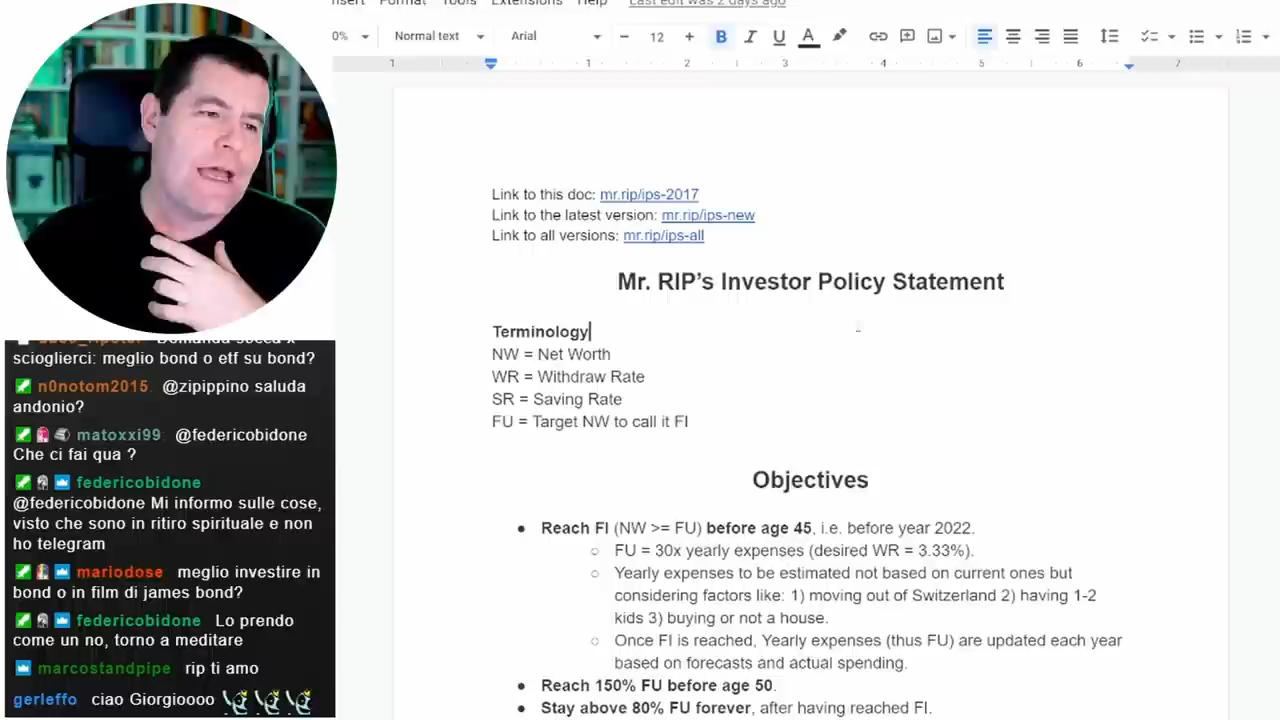 Insert Format Tools Extensions Help Last edit was 2 days ago
0% Normal text Arial − 12 + B I U A
1 1 2 3 4 5 6 7
Link to this doc: mr.rip/ips-2017
Link to the latest version: mr.rip/ips-new
Link to all versions: mr.rip/ips-all
Mr. RIP’s Investor Policy Statement
Terminology
NW = Net Worth
WR = Withdraw Rate
SR = Saving Rate
FU = Target NW to call it FI
Objectives
● Reach FI (NW >= FU) before age 45, i.e. before year 2022.
○ FU = 30x yearly expenses (desired WR = 3.33%).
○ Yearly expenses to be estimated not based on current ones but
considering factors like: 1) moving out of Switzerland 2) having 1-2
kids 3) buying or not a house.
○ Once FI is reached, Yearly expenses (thus FU) are updated each year
based on forecasts and actual spending.
● Reach 150% FU before age 50.
● Stay above 80% FU forever, after having reached FI.
scioglierci: meglio bond o etf su bond?
n0notom2015 @zipippino saluda
andonio?
matoxxi99 @federicobidone
Che ci fai qua ?
federicobidone
@federicobidone Mi informo sulle cose,
visto che sono in ritiro spirituale e non
ho telegram
mariodose meglio investire in
bond o in film di james bond?
federicobidone Lo prendo
come un no, torno a meditare
marcostandpipe rip ti amo
gerleffo ciao Giorgioooo